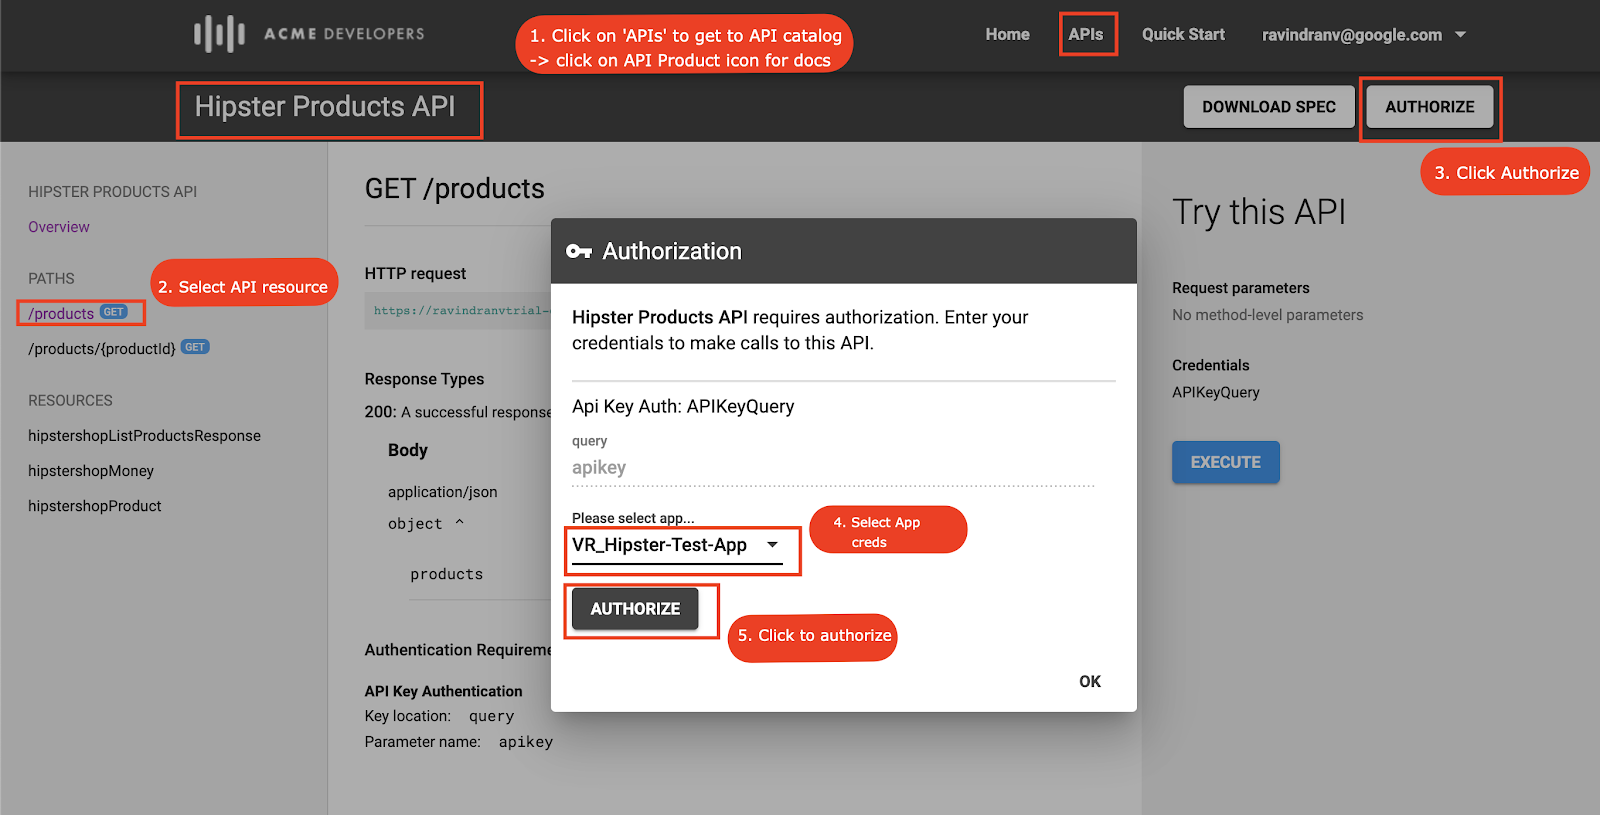 ACME DEVELOPERS
1. Click on 'APIs' to get to API catalog
-> click on API Product icon for docs
Home
APIs
Quick Start
ravindranv@google.com
Hipster Products API
DOWNLOAD SPEC
AUTHORIZE
3. Click Authorize
HIPSTER PRODUCTS API
Overview
PATHS
2. Select API resource
/products GET
/products/{productId} GET
RESOURCES
hipstershopListProductsResponse
hipstershopMoney
hipstershopProduct
GET /products
HTTP request
https://ravindranvtrial-
Response Types
200: A successful response
Body
application/json
object ^
products
Authentication Requireme
API Key Authentication
Key location: query
Parameter name: apikey
Authorization
Hipster Products API requires authorization. Enter your
credentials to make calls to this API.
Api Key Auth: APIKeyQuery
query
apikey
Please select app...
VR_Hipster-Test-App
4. Select App
creds
AUTHORIZE
5. Click to authorize
OK
Try this API
Request parameters
No method-level parameters
Credentials
APIKeyQuery
EXECUTE